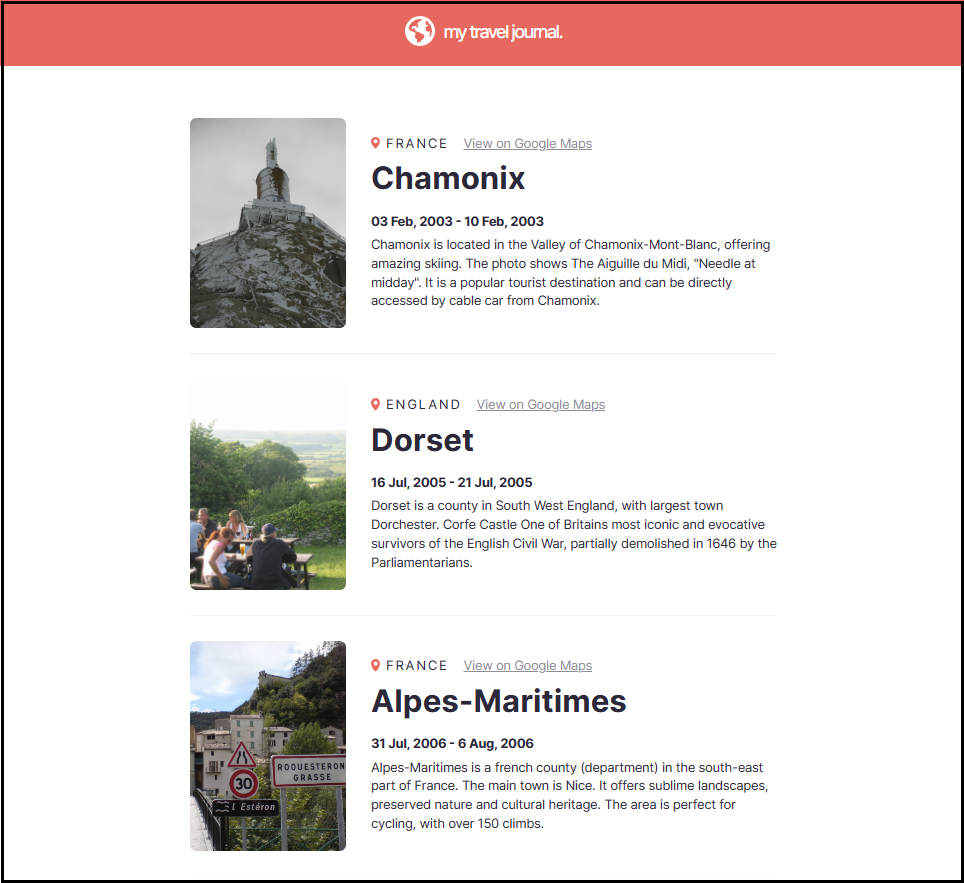 my travel journal.
FRANCE View on Google Maps
Chamonix
03 Feb, 2003 - 10 Feb, 2003
Chamonix is located in the Valley of Chamonix-Mont-Blanc, offering
amazing skiing. The photo shows The Aiguille du Midi, "Needle at
midday". It is a popular tourist destination and can be directly
accessed by cable car from Chamonix.
ENGLAND View on Google Maps
Dorset
16 Jul, 2005 - 21 Jul, 2005
Dorset is a county in South West England, with largest town
Dorchester. Corfe Castle One of Britains most iconic and evocative
survivors of the English Civil War, partially demolished in 1646 by the
Parliamentarians.
FRANCE View on Google Maps
Alpes-Maritimes
31 Jul, 2006 - 6 Aug, 2006
Alpes-Maritimes is a french county (department) in the south-east
part of France. The main town is Nice. It offers sublime landscapes,
preserved nature and cultural heritage. The area is perfect for
cycling, with over 150 climbs.
ROQUESTERON
GRASSE
30
l'Estéron